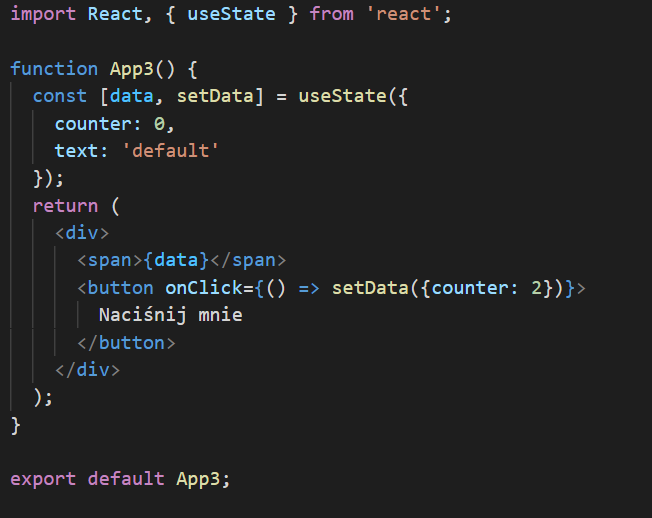 import React, { useState } from 'react';
function App3() {
const [data, setData] = useState({
counter: 0,
text: 'default'
});
return (
<div>
<span>{data}</span>
<button onClick={() => setData({counter: 2})}>
Naciśnij mnie
</button>
</div>
);
}
export default App3;